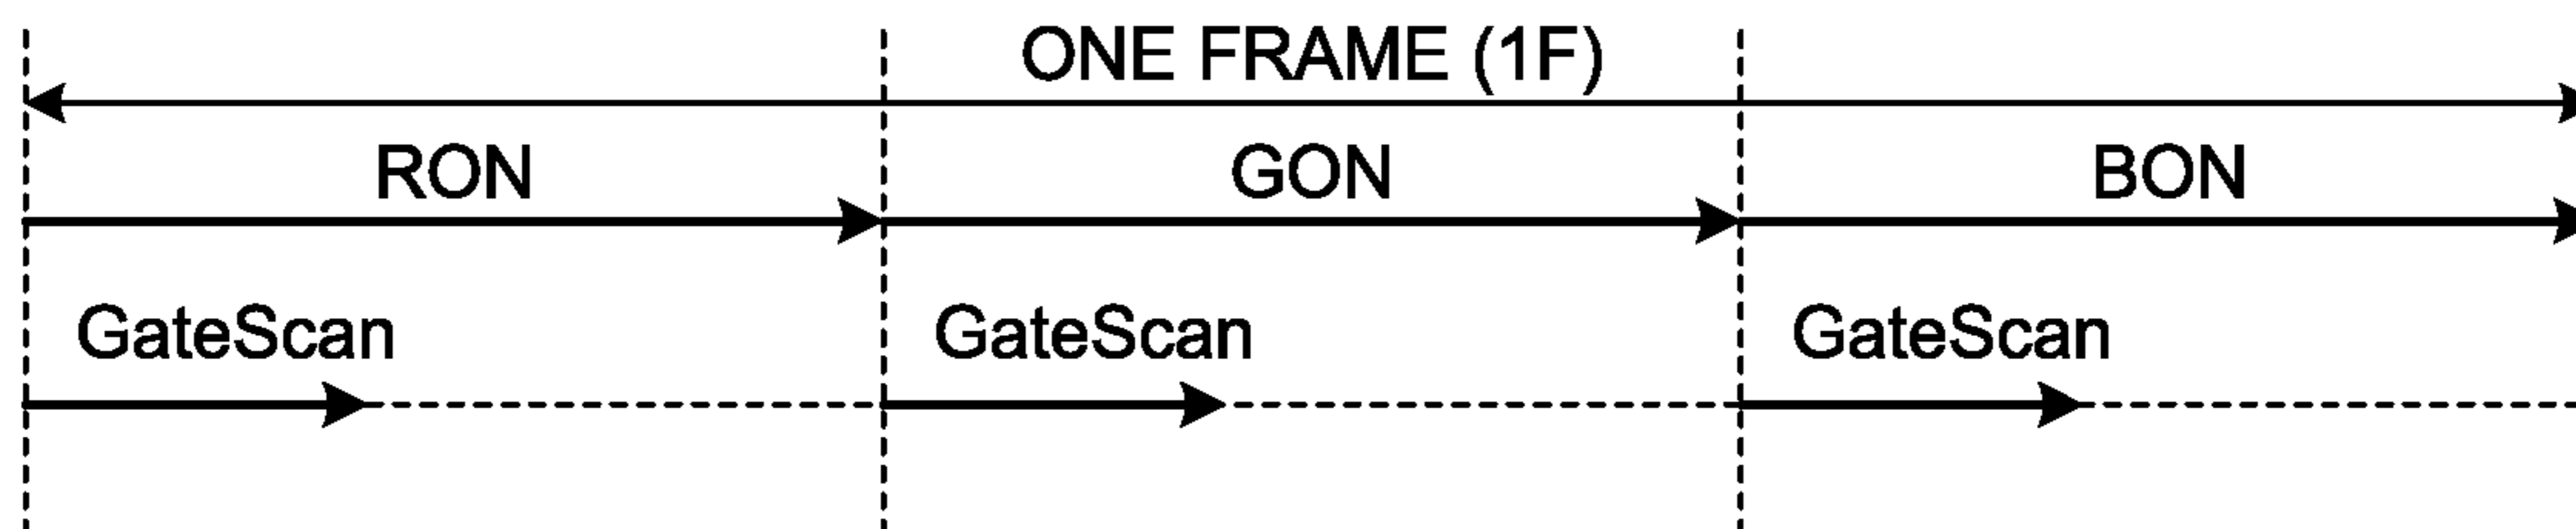 ONE FRAME (1F)
RON GON BON
GateScan GateScan GateScan